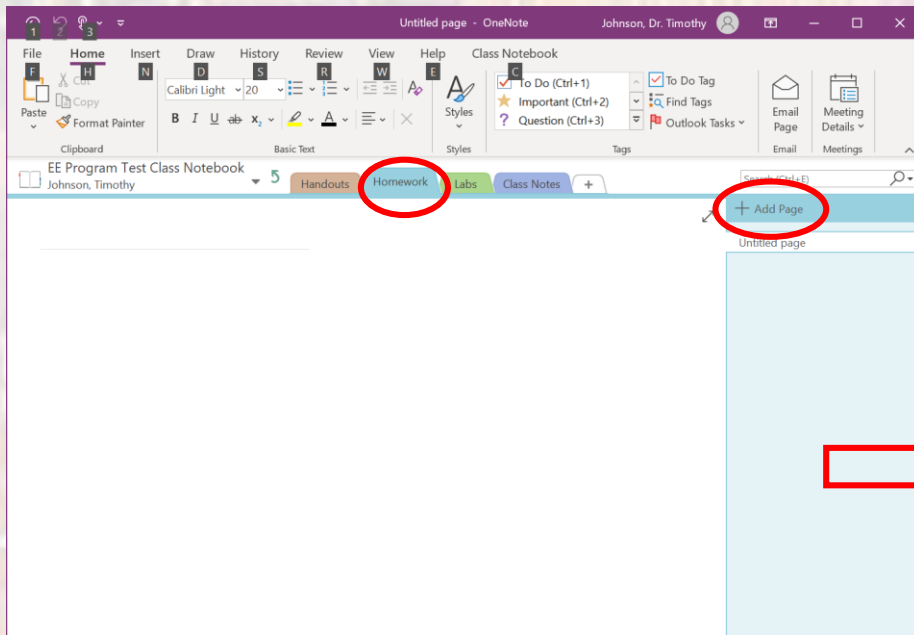 Untitled page - OneNote
Johnson, Dr. Timothy
1 2 3
File Home Insert Draw History Review View Help Class Notebook
F H N D S R W E C
Cut
Copy
Format Painter
Paste
Clipboard
Calibri Light 20
B I U ab x₂ A
Basic Text
Styles
Styles
To Do (Ctrl+1)
Important (Ctrl+2)
? Question (Ctrl+3)
To Do Tag
Find Tags
Outlook Tasks
Tags
Email
Page
Email
Meeting
Details
Meetings
EE Program Test Class Notebook
Johnson, Timothy
Handouts Homework Labs Class Notes +
Search (Ctrl+E)
+ Add Page
Untitled page